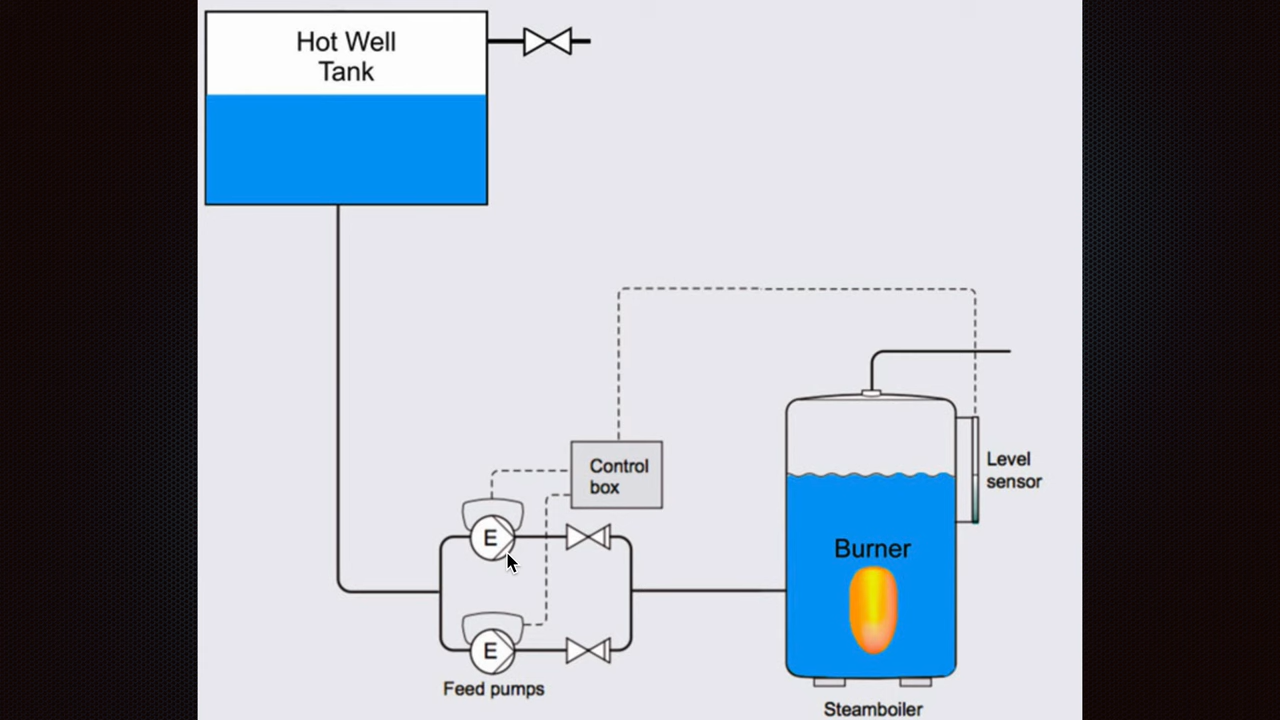 Hot Well
Tank
Control
box
Level
sensor
E
Burner
E
Feed pumps
Steamboiler